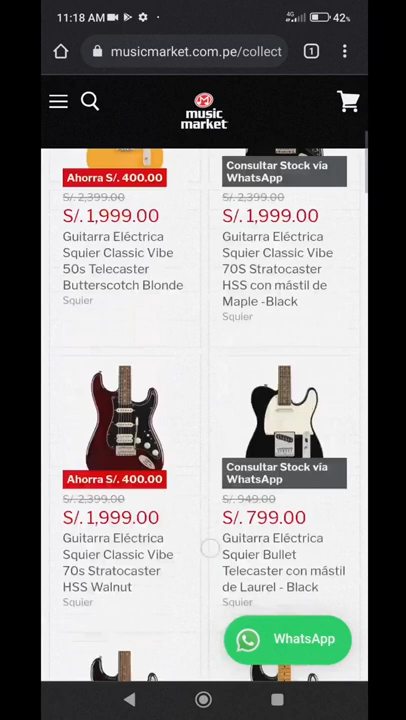 11:18 AM
4G
42%
musicmarket.com.pe/collect
1
music
market
Ahorra S/. 400.00
S/. 2,399.00
S/. 1,999.00
Guitarra Eléctrica
Squier Classic Vibe
50s Telecaster
Butterscotch Blonde
Squier
Consultar Stock vía
WhatsApp
S/. 2,399.00
S/. 1,999.00
Guitarra Eléctrica
Squier Classic Vibe
70S Stratocaster
HSS con mástil de
Maple -Black
Squier
Ahorra S/. 400.00
S/. 2,399.00
S/. 1,999.00
Guitarra Eléctrica
Squier Classic Vibe
70s Stratocaster
HSS Walnut
Squier
Consultar Stock vía
WhatsApp
S/. 949.00
S/. 799.00
Guitarra Eléctrica
Squier Bullet
Telecaster con mástil
de Laurel - Black
Squier
WhatsApp